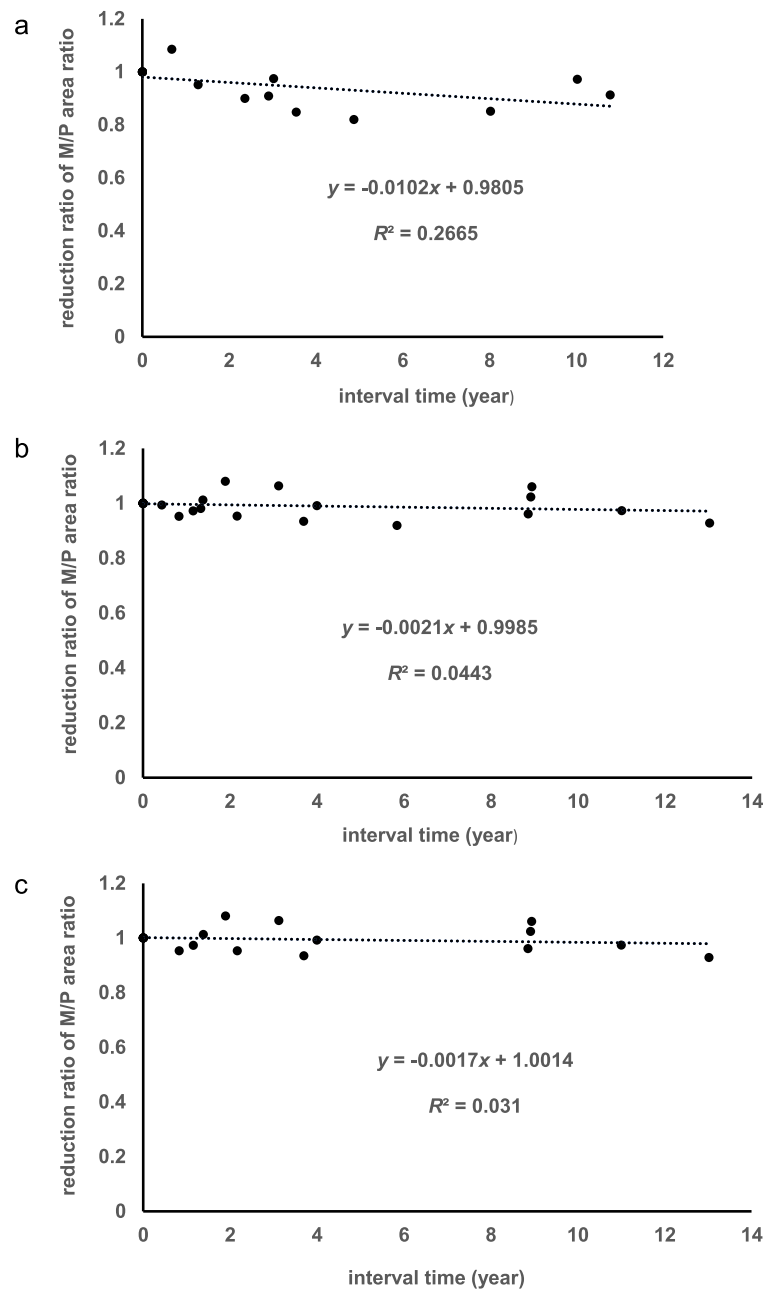 a
reduction ratio of M/P area ratio
1.2
1
0.8
0.6
0.4
0.2
0
y = -0.0102x + 0.9805
R² = 0.2665
0 2 4 6 8 10 12
interval time (year)
b
reduction ratio of M/P area ratio
1.2
1
0.8
0.6
0.4
0.2
0
y = -0.0021x + 0.9985
R² = 0.0443
0 2 4 6 8 10 12 14
interval time (year)
c
reduction ratio of M/P area ratio
1.2
1
0.8
0.6
0.4
0.2
0
y = -0.0017x + 1.0014
R² = 0.031
0 2 4 6 8 10 12 14
interval time (year)